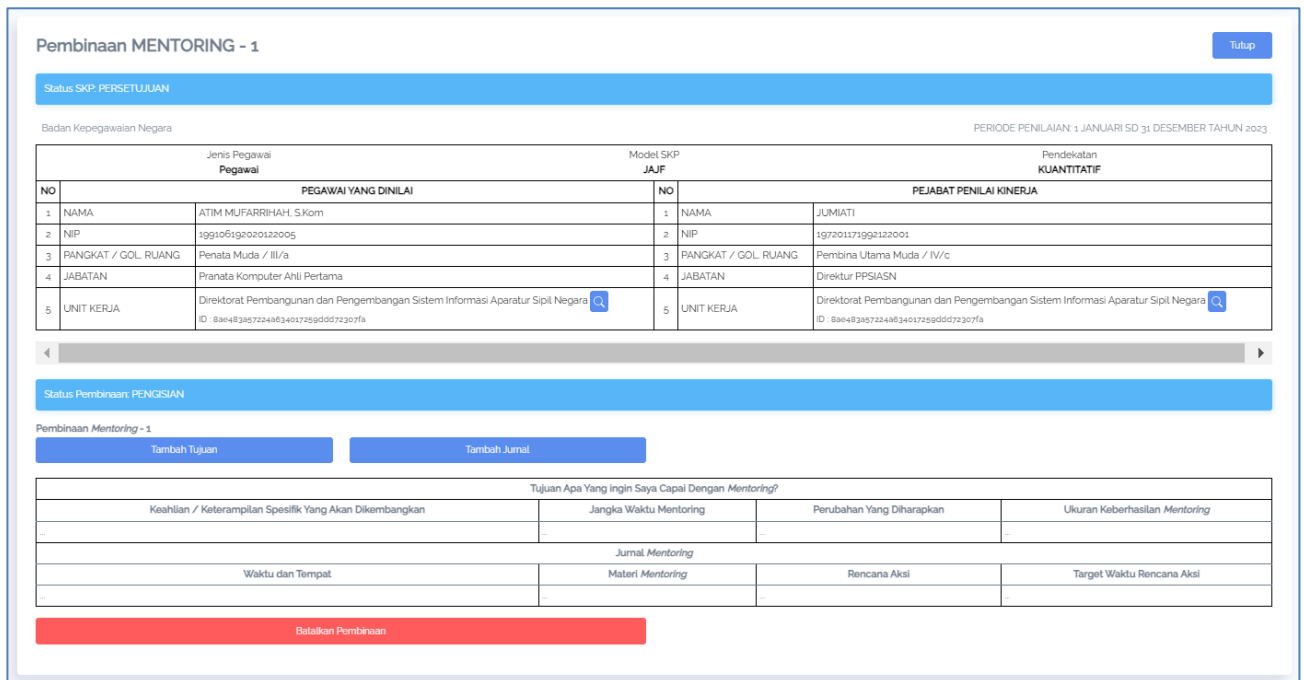 Pembinaan MENTORING - 1
Tutup
Status SKP: PERSETUJUAN
Badan Kepegawaian Negara PERIODE PENILAIAN: 1 JANUARI SD 31 DESEMBER TAHUN 2023
Jenis Pegawai Model SKP Pendekatan
Pegawai JAJF KUANTITATIF
NO PEGAWAI YANG DINILAI NO PEJABAT PENILAI KINERJA
1 NAMA ATIM MUFARRIHAH, S.Kom 1 NAMA JUMIATI
2 NIP 199106192020122005 2 NIP 197201171992122001
3 PANGKAT / GOL. RUANG Penata Muda / III/a 3 PANGKAT / GOL. RUANG Pembina Utama Muda / IV/c
4 JABATAN Pranata Komputer Ahli Pertama 4 JABATAN Direktur PPSIASN
5 UNIT KERJA Direktorat Pembangunan dan Pengembangan Sistem Informasi Aparatur Sipil Negara 5 UNIT KERJA Direktorat Pembangunan dan Pengembangan Sistem Informasi Aparatur Sipil Negara
ID : 8ae483a57224a634017259ddd72307fa ID : 8ae483a57224a634017259ddd72307fa
Status Pembinaan: PENGISIAN
Pembinaan Mentoring - 1
Tambah Tujuan Tambah Jurnal
Tujuan Apa Yang ingin Saya Capai Dengan Mentoring?
Keahlian / Keterampilan Spesifik Yang Akan Dikembangkan Jangka Waktu Mentoring Perubahan Yang Diharapkan Ukuran Keberhasilan Mentoring
... ... ... ...
Jurnal Mentoring
Waktu dan Tempat Materi Mentoring Rencana Aksi Target Waktu Rencana Aksi
... ... ... ...
Batalkan Pembinaan